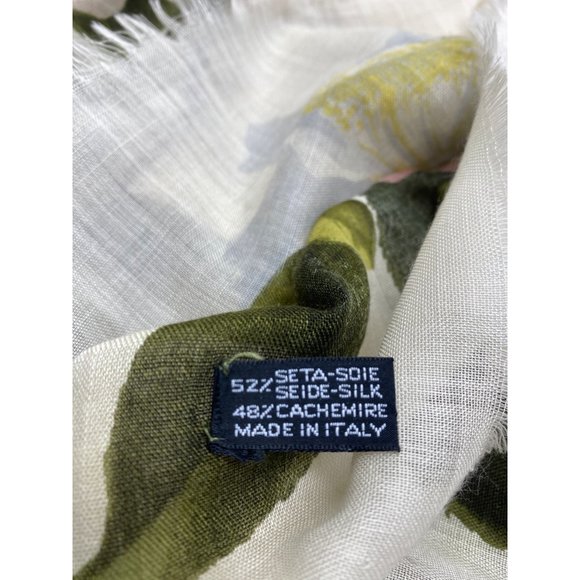 52% SETA-SOIE
SEIDE-SILK
48% CACHEMIRE
MADE IN ITALY